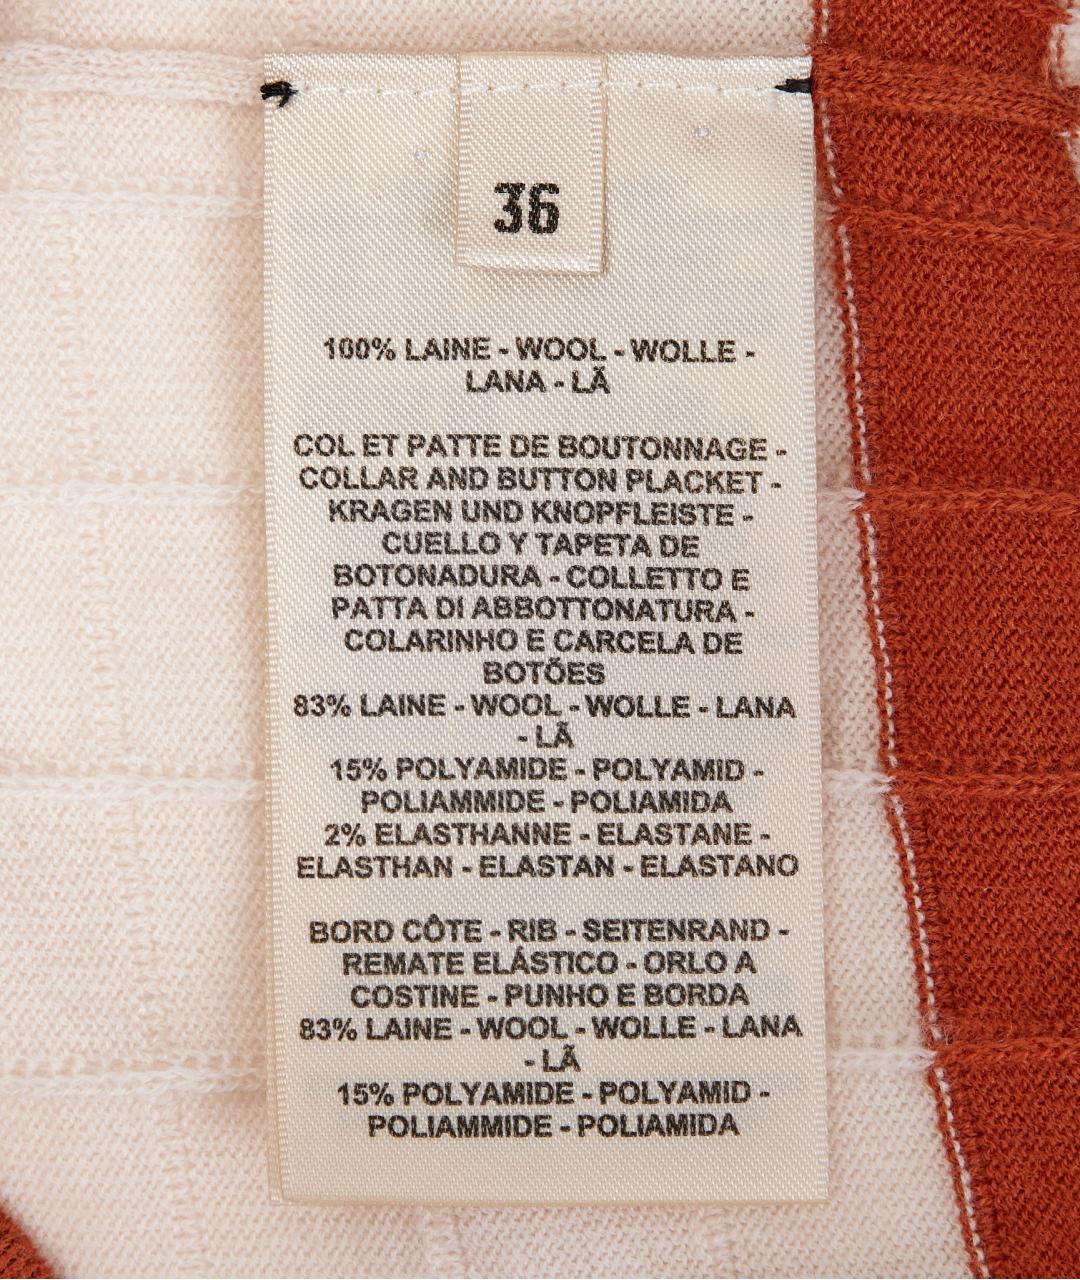 36
100% LAINE - WOOL - WOLLE -
LANA - LÃ
COL ET PATTE DE BOUTONNAGE -
COLLAR AND BUTTON PLACKET -
KRAGEN UND KNOPFLEISTE -
CUELLO Y TAPETA DE
BOTONADURA - COLLETTO E
PATTA DI ABBOTTONATURA -
COLARINHO E CARCELA DE
BOTÕES
83% LAINE - WOOL - WOLLE - LANA
- LÃ
15% POLYAMIDE - POLYAMID -
POLIAMMIDE - POLIAMIDA
2% ELASTHANNE - ELASTANE -
ELASTHAN - ELASTAN - ELASTANO
BORD CÔTE - RIB - SEITENRAND -
REMATE ELÁSTICO - ORLO A
COSTINE - PUNHO E BORDA
83% LAINE - WOOL - WOLLE - LANA
- LÃ
15% POLYAMIDE - POLYAMID -
POLIAMMIDE - POLIAMIDA